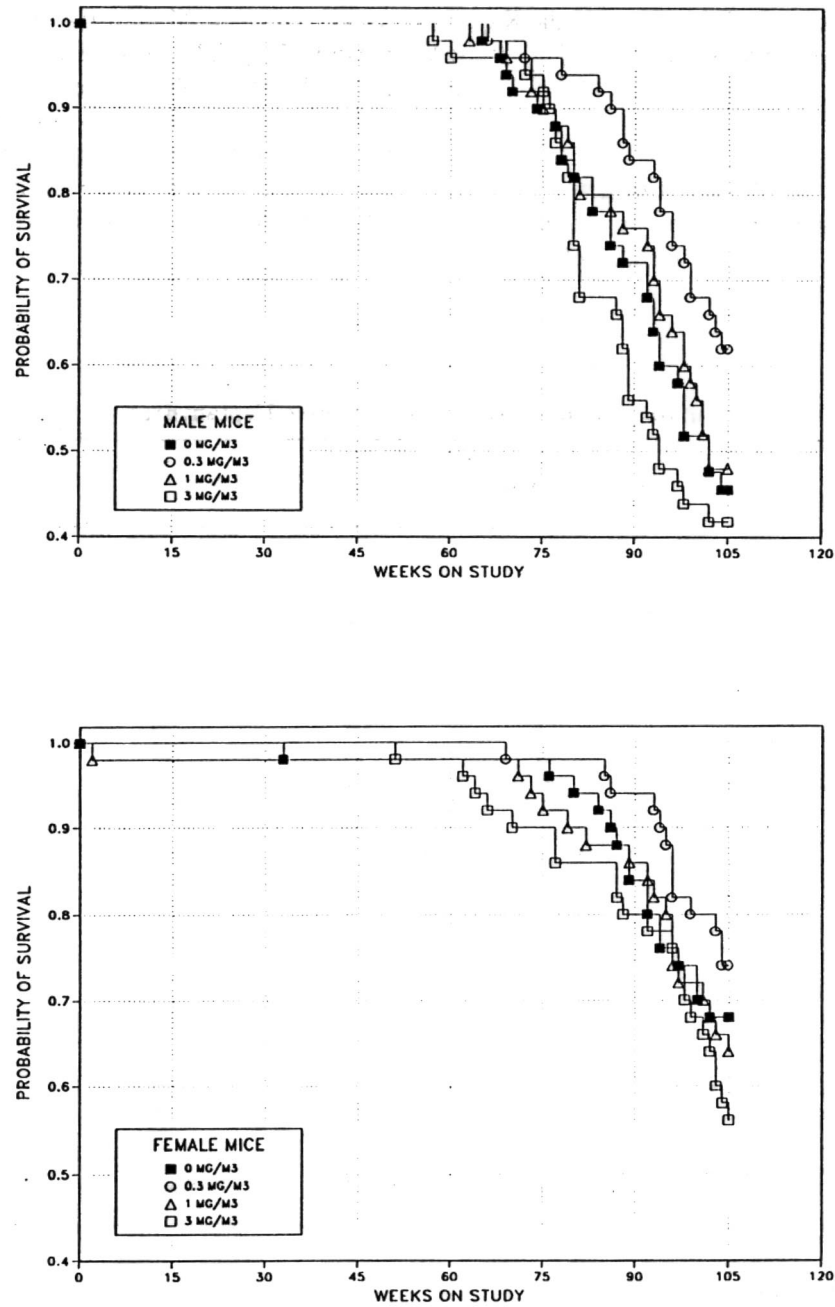 1.0
0.9
0.8
0.7
0.6
0.5
0.4
PROBABILITY OF SURVIVAL
MALE MICE
0 MG/M3
0.3 MG/M3
1 MG/M3
3 MG/M3
0 15 30 45 60 75 90 105 120
WEEKS ON STUDY
1.0
0.9
0.8
0.7
0.6
0.5
0.4
PROBABILITY OF SURVIVAL
FEMALE MICE
0 MG/M3
0.3 MG/M3
1 MG/M3
3 MG/M3
0 15 30 45 60 75 90 105 120
WEEKS ON STUDY